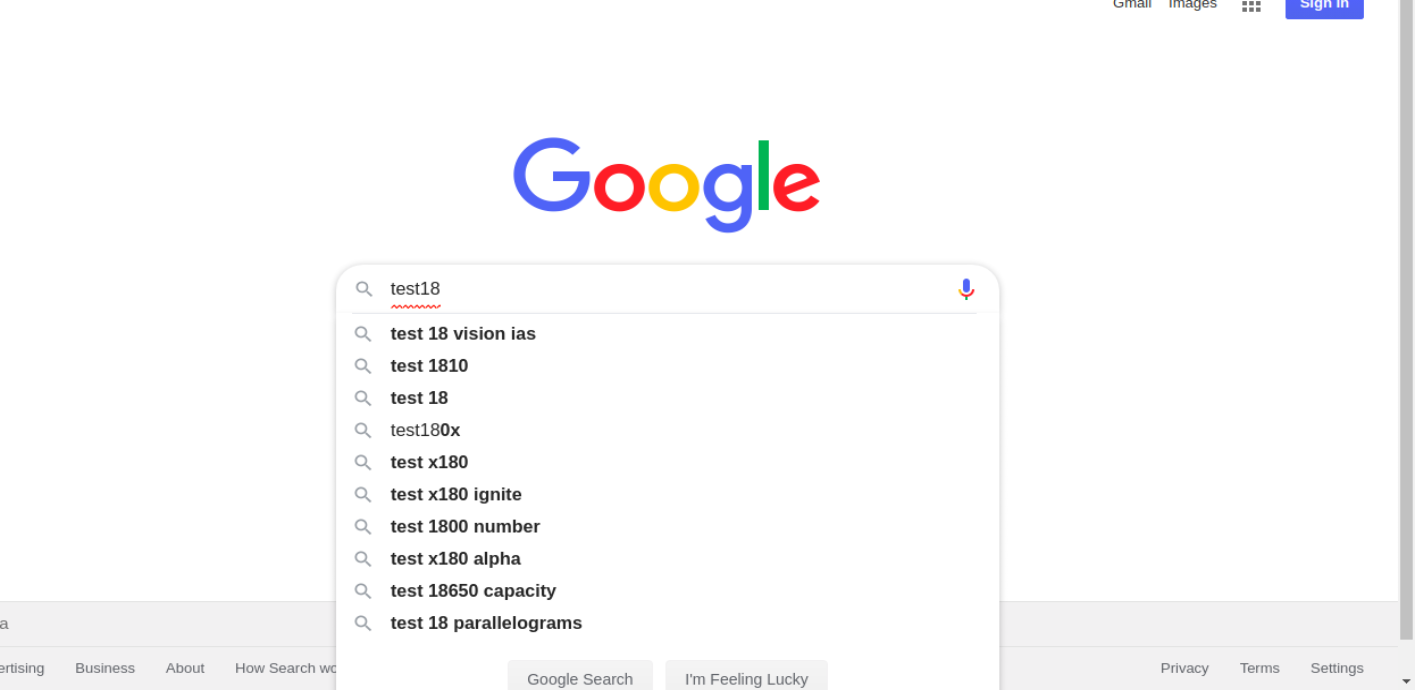 Gmail Images Sign in
Google
test18
test 18 vision ias
test 1810
test 18
test180x
test x180
test x180 ignite
test 1800 number
test x180 alpha
test 18650 capacity
test 18 parallelograms
Google Search I'm Feeling Lucky
Business About How Search Privacy Terms Settings